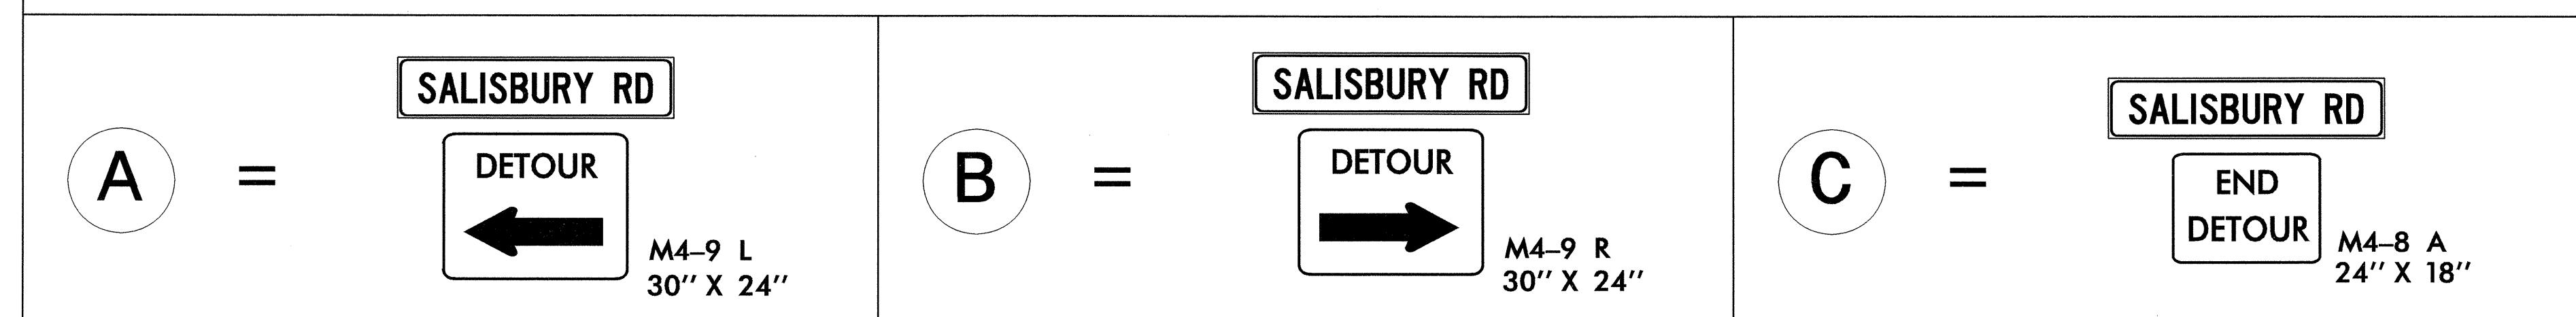 A
=
SALISBURY RD
DETOUR
M4–9 L
30″ X 24″
B
=
SALISBURY RD
DETOUR
M4–9 R
30″ X 24″
C
=
SALISBURY RD
END
DETOUR
M4–8 A
24″ X 18″